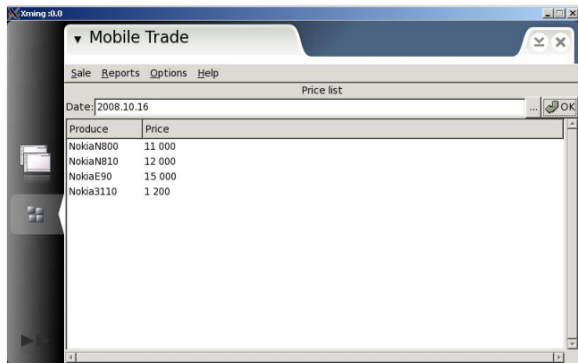 Xming :0.0
Mobile Trade
Sale Reports Options Help
Price list
Date: 2008.10.16 ... OK
Produce Price
NokiaN800 11 000
NokiaN810 12 000
NokiaE90 15 000
Nokia3110 1 200